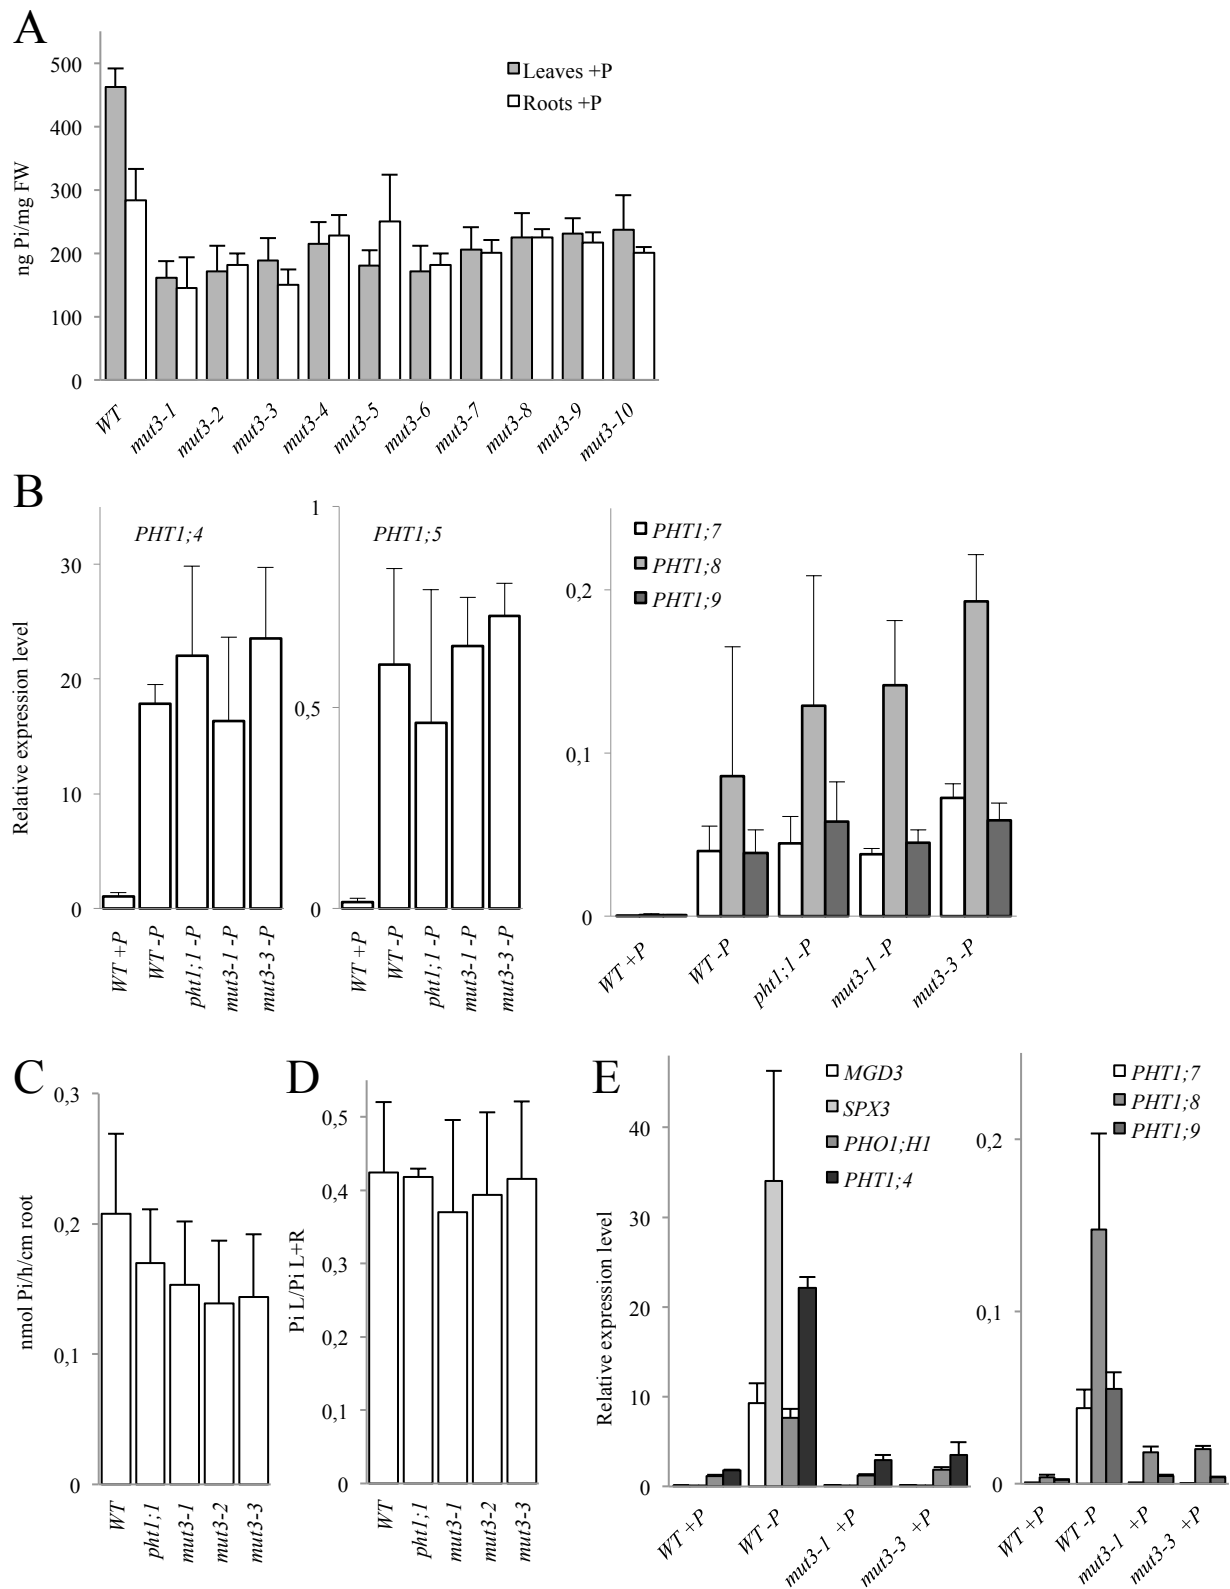 A
500
400
300
200
100
0
ng Pi/mg FW
Leaves +P
Roots +P
WT
mut3-1
mut3-2
mut3-3
mut3-4
mut3-5
mut3-6
mut3-7
mut3-8
mut3-9
mut3-10
B
Relative expression level
PHT1;4
30
20
10
0
WT +P
WT -P
pht1;1 -P
mut3-1 -P
mut3-3 -P
PHT1;5
1
0,5
0
WT +P
WT -P
pht1;1 -P
mut3-1 -P
mut3-3 -P
PHT1;7
PHT1;8
PHT1;9
0,2
0,1
0
WT +P
WT -P
pht1;1 -P
mut3-1 -P
mut3-3 -P
C
nmol Pi/h/cm root
0,3
0,2
0,1
0
WT
pht1;1
mut3-1
mut3-2
mut3-3
D
Pi L/Pi L+R
0,5
0,4
0,3
0,2
0,1
0
WT
pht1;1
mut3-1
mut3-2
mut3-3
E
Relative expression level
MGD3
SPX3
PHO1;H1
PHT1;4
40
30
20
10
0
WT +P
WT -P
mut3-1 +P
mut3-3 +P
PHT1;7
PHT1;8
PHT1;9
0,2
0,1
0
WT +P
WT -P
mut3-1 +P
mut3-3 +P